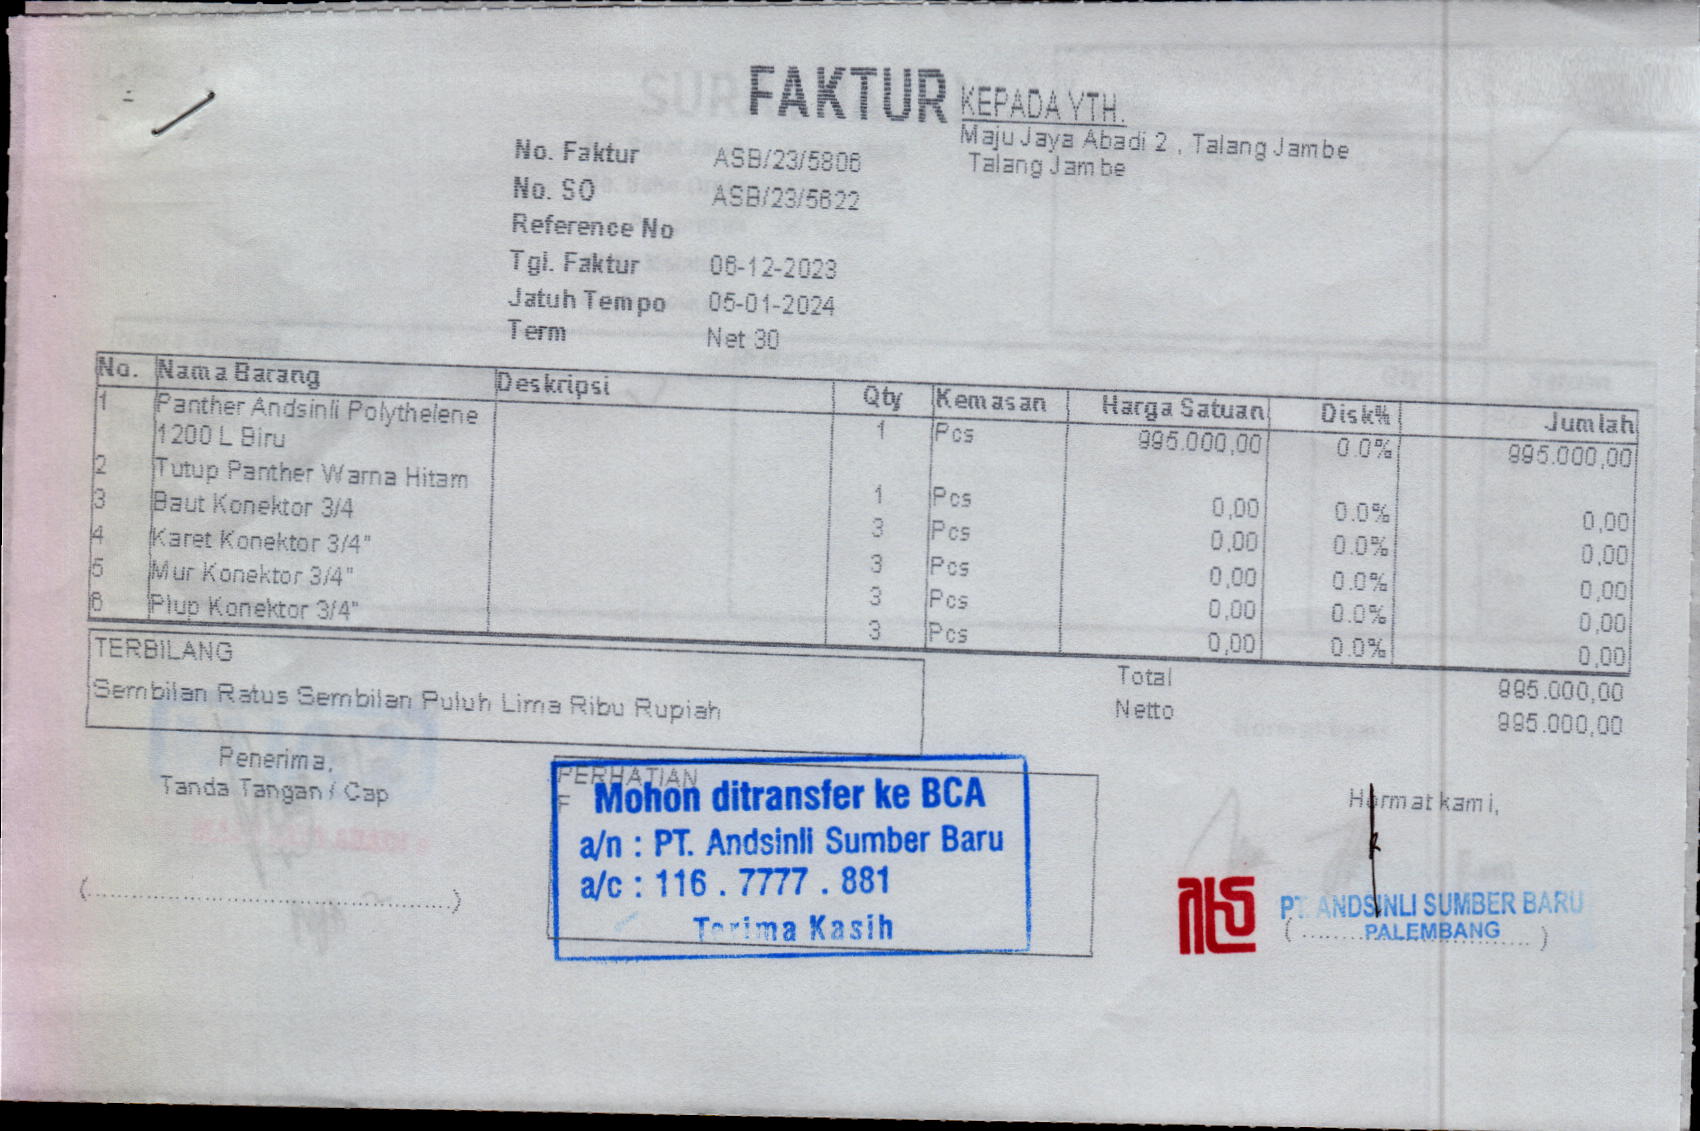 FAKTUR
KEPADA YTH.
Maju Jaya Abadi 2 , Talang Jambe
Talang Jambe
No. Faktur ASB/23/5806
No. SO ASB/23/5622
Reference No
Tgl. Faktur 06-12-2023
Jatuh Tempo 05-01-2024
Term Net 30
No. Nama Barang Deskripsi Qty Kemasan Harga Satuan Disk% Jumlah
1 Panther Andsinli Polythelene 1 Pcs 995.000,00 0.0% 995.000,00
1200 L Biru
2 Tutup Panther Warna Hitam 1 Pcs 0,00 0.0% 0,00
3 Baut Konektor 3/4 3 Pcs 0,00 0.0% 0,00
4 Karet Konektor 3/4" 3 Pcs 0,00 0.0% 0,00
5 Mur Konektor 3/4" 3 Pcs 0,00 0.0% 0,00
6 Plup Konektor 3/4" 3 Pcs 0,00 0.0% 0,00
TERBILANG
Sembilan Ratus Sembilan Puluh Lima Ribu Rupiah
Total 995.000,00
Netto 995.000,00
Penerima,
Tanda Tangan / Cap
(..........................................)
PERHATIAN
Mohon ditransfer ke BCA
a/n : PT. Andsinli Sumber Baru
a/c : 116 . 7777 . 881
Terima Kasih
Hormat kami,
PT. ANDSINLI SUMBER BARU
PALEMBANG